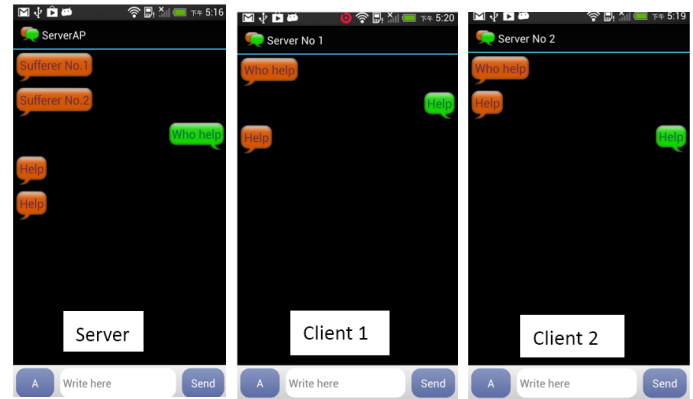 下午 5:16
ServerAP
Sufferer No.1
Sufferer No.2
Who help
Help
Help
Server
A
Write here
Send
下午 5:20
Server No 1
Who help
Help
Help
Client 1
A
Write here
Send
下午 5:19
Server No 2
Who help
Help
Help
Client 2
A
Write here
Send